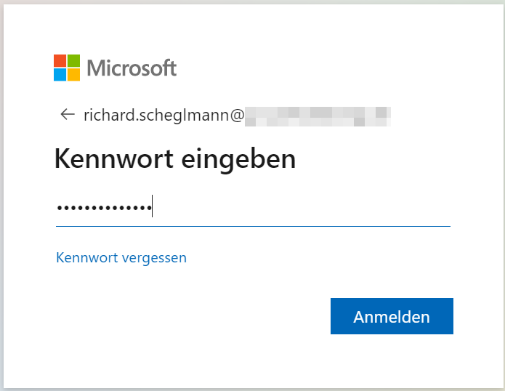 Microsoft
← richard.scheglmann@
Kennwort eingeben
••••••••••••••
Kennwort vergessen
Anmelden